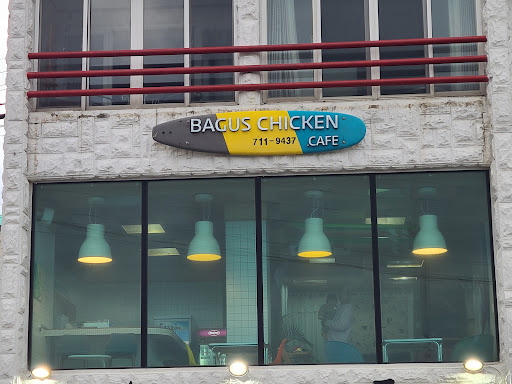 BAGUS CHICKEN
711-9437 CAFE